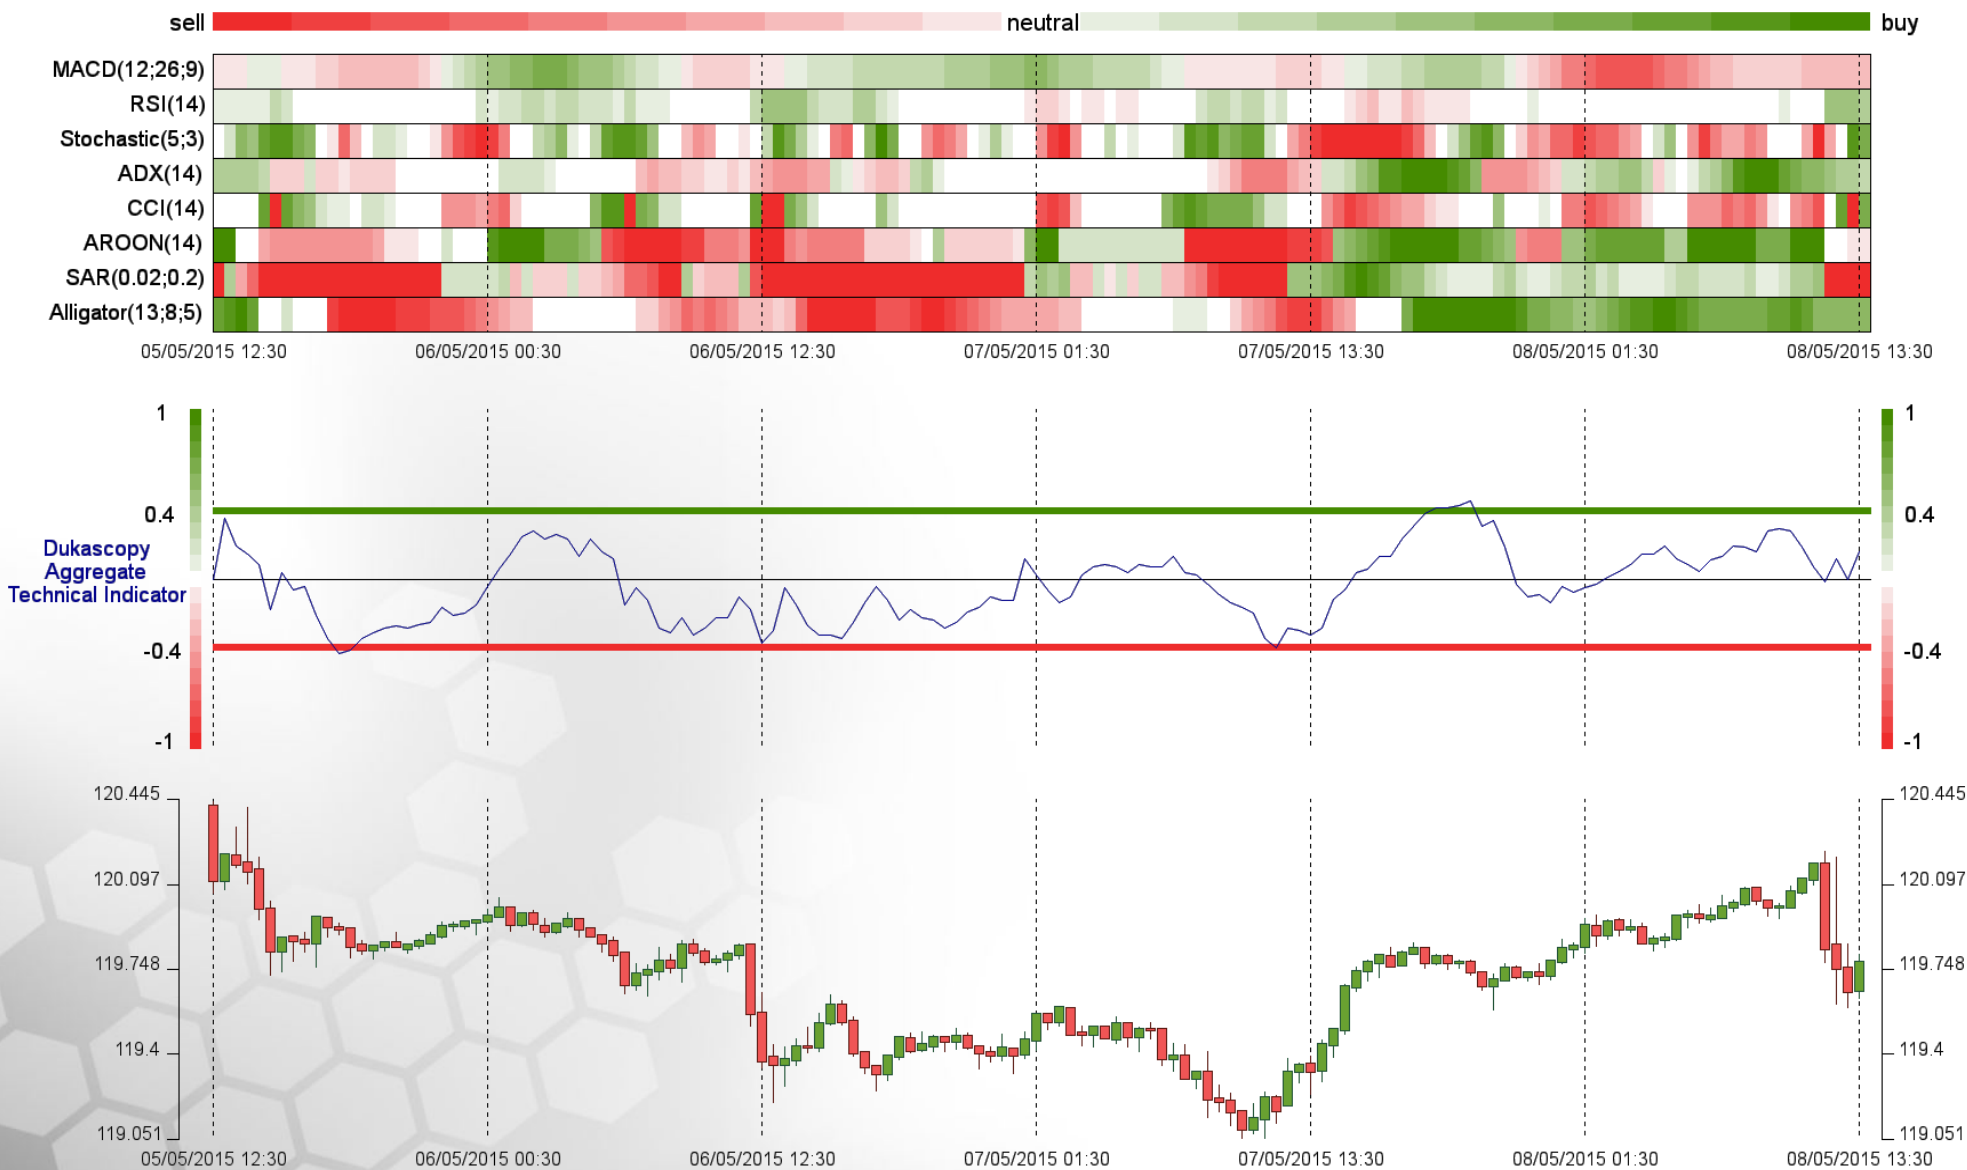 sell neutral buy
MACD(12;26;9)
RSI(14)
Stochastic(5;3)
ADX(14)
CCI(14)
AROON(14)
SAR(0.02;0.2)
Alligator(13;8;5)
05/05/2015 12:30 06/05/2015 00:30 06/05/2015 12:30 07/05/2015 01:30 07/05/2015 13:30 08/05/2015 01:30 08/05/2015 13:30
1 1
0.4 0.4
Dukascopy
Aggregate
Technical Indicator
-0.4 -0.4
-1 -1
120.445 120.445
120.097 120.097
119.748 119.748
119.4 119.4
119.051 119.051
05/05/2015 12:30 06/05/2015 00:30 06/05/2015 12:30 07/05/2015 01:30 07/05/2015 13:30 08/05/2015 01:30 08/05/2015 13:30